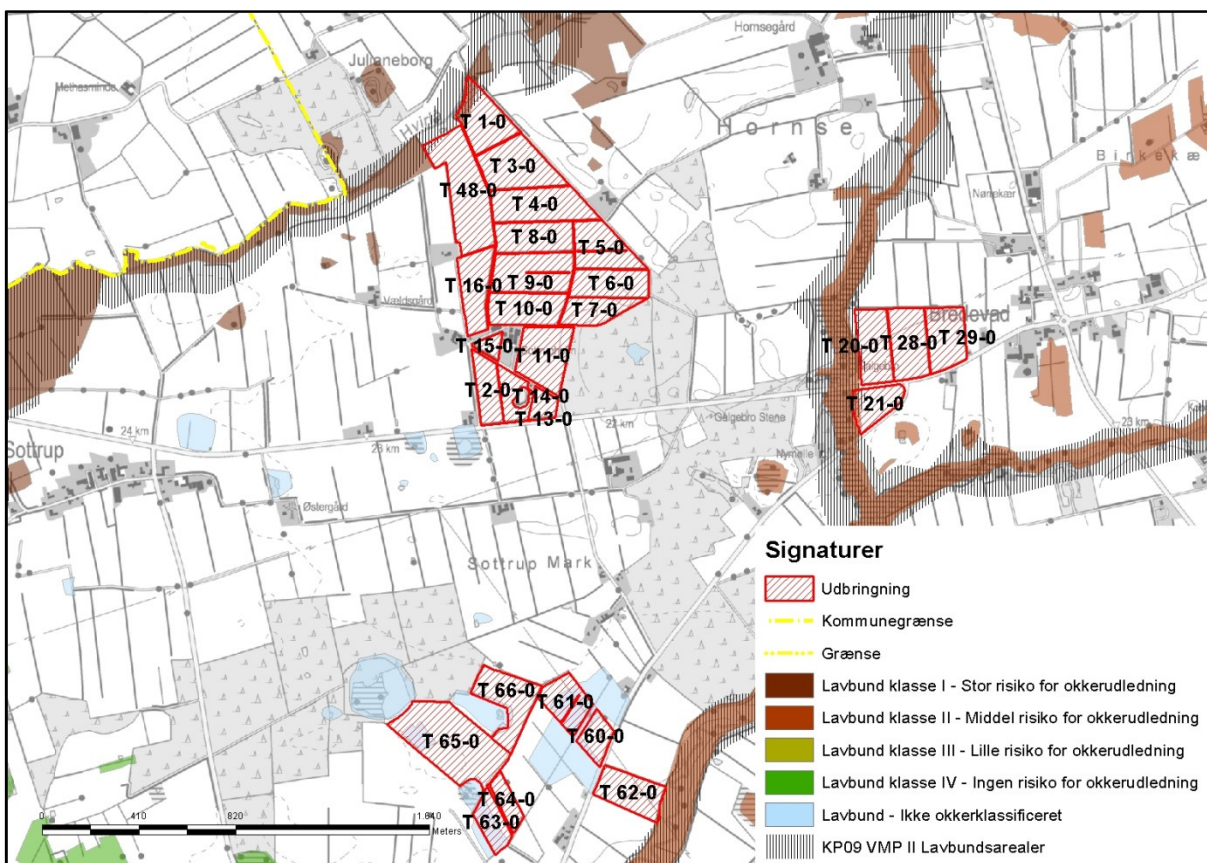 Hornsegård
Julianeborg
Methasminde
Hornse
Birkekæ
Nørrekær
T 1-0
T 3-0
T 48-0
T 4-0
T 8-0
T 5-0
T 16-0
T 9-0
T 6-0
Vældsgård
T 10-0
T 7-0
Bredevad
T 15-0
T 11-0
T 20-0
T 28-0
T 29-0
T 2-0
T 14-0
T 21-0
T 13-0
24 km
23 km
22 km
Galgebro Stene
23 km
Sottrup
Østergård
Sottrup Mark
T 66-0
T 61-0
T 65-0
T 60-0
T 64-0
T 62-0
T 63-0
0 410 820 1.640
Meters
Signaturer
Udbringning
Kommunegrænse
Grænse
Lavbund klasse I - Stor risiko for okkerudledning
Lavbund klasse II - Middel risiko for okkerudledning
Lavbund klasse III - Lille risiko for okkerudledning
Lavbund klasse IV - Ingen risiko for okkerudledning
Lavbund - Ikke okkerklassificeret
KP09 VMP II Lavbundsarealer